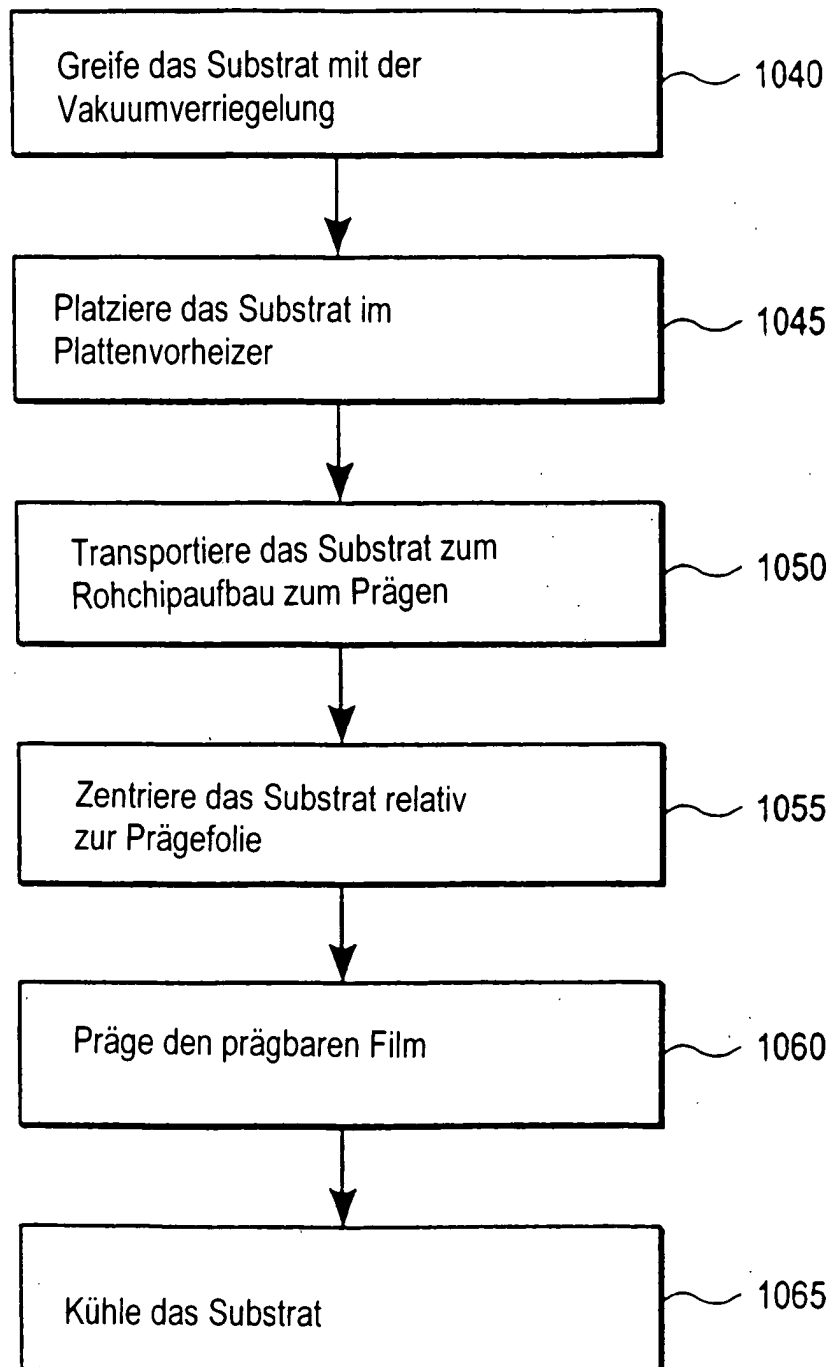 Greife das Substrat mit der
Vakuumverriegelung
1040
Platziere das Substrat im
Plattenvorheizer
1045
Transportiere das Substrat zum
Rohchipaufbau zum Prägen
1050
Zentriere das Substrat relativ
zur Prägefolie
1055
Präge den prägbaren Film
1060
Kühle das Substrat
1065